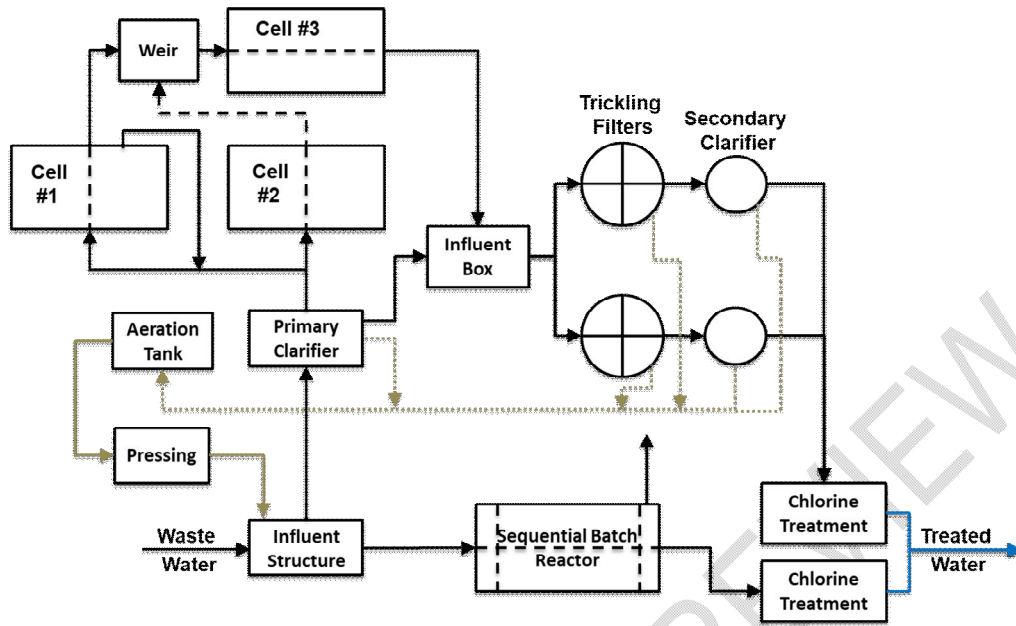 Cell #3
Weir
Trickling
Filters
Secondary
Clarifier
Cell
#1
Cell
#2
Influent
Box
Aeration
Tank
Primary
Clarifier
Pressing
Waste
Water
Influent
Structure
Sequential Batch
Reactor
Chlorine
Treatment
Treated
Water
Chlorine
Treatment